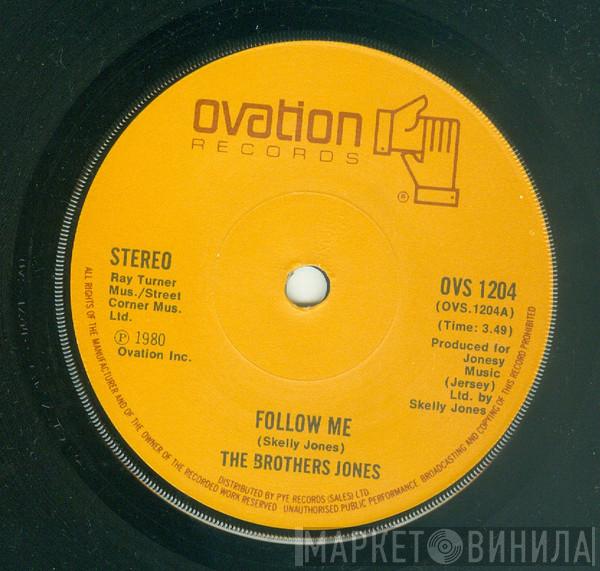 ovation
RECORDS
®
STEREO
Ray Turner
Mus./Street
Corner Mus.
Ltd.
Ⓟ 1980
Ovation Inc.
OVS 1204
(OVS.1204A)
(Time: 3.49)
Produced for
Jonesy
Music
(Jersey)
Ltd. by
Skelly Jones
FOLLOW ME
(Skelly Jones)
THE BROTHERS JONES
ALL RIGHTS OF THE MANUFACTURER AND OF THE OWNER OF THE RECORDED WORK RESERVED UNAUTHORISED PUBLIC PERFORMANCE BROADCASTING AND COPYING OF THIS RECORD PROHIBITED
DISTRIBUTED BY PYE RECORDS (SALES) LTD.
МАРКЕТ ВИНИЛА